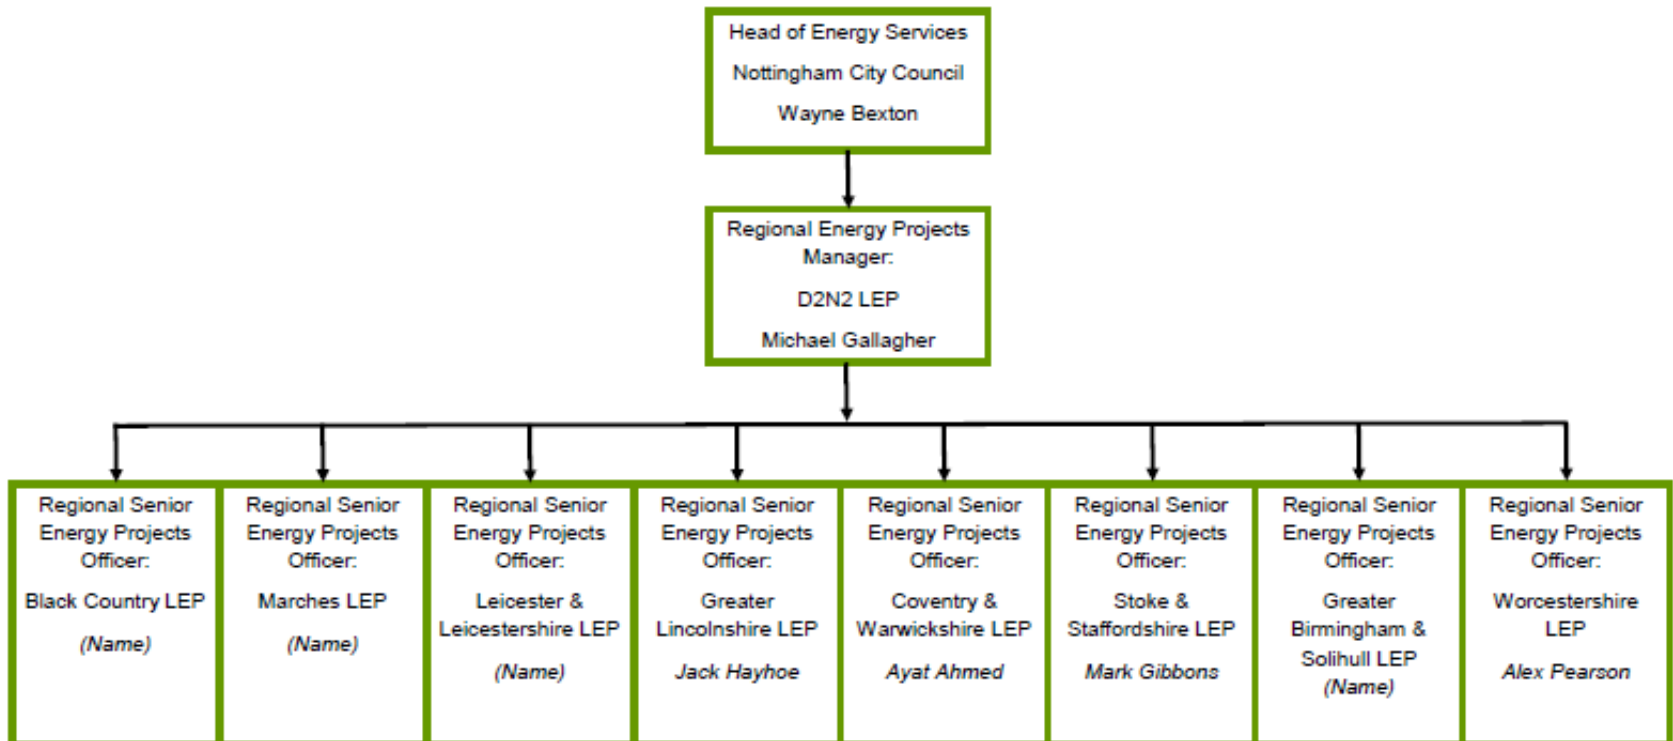 Head of Energy Services
Nottingham City Council
Wayne Bexton
Regional Energy Projects
Manager:
D2N2 LEP
Michael Gallagher
Regional Senior
Energy Projects
Officer:
Black Country LEP
(Name)
Regional Senior
Energy Projects
Officer:
Marches LEP
(Name)
Regional Senior
Energy Projects
Officer:
Leicester &
Leicestershire LEP
(Name)
Regional Senior
Energy Projects
Officer:
Greater
Lincolnshire LEP
Jack Hayhoe
Regional Senior
Energy Projects
Officer:
Coventry &
Warwickshire LEP
Ayat Ahmed
Regional Senior
Energy Projects
Officer:
Stoke &
Staffordshire LEP
Mark Gibbons
Regional Senior
Energy Projects
Officer:
Greater
Birmingham &
Solihull LEP
(Name)
Regional Senior
Energy Projects
Officer:
Worcestershire
LEP
Alex Pearson